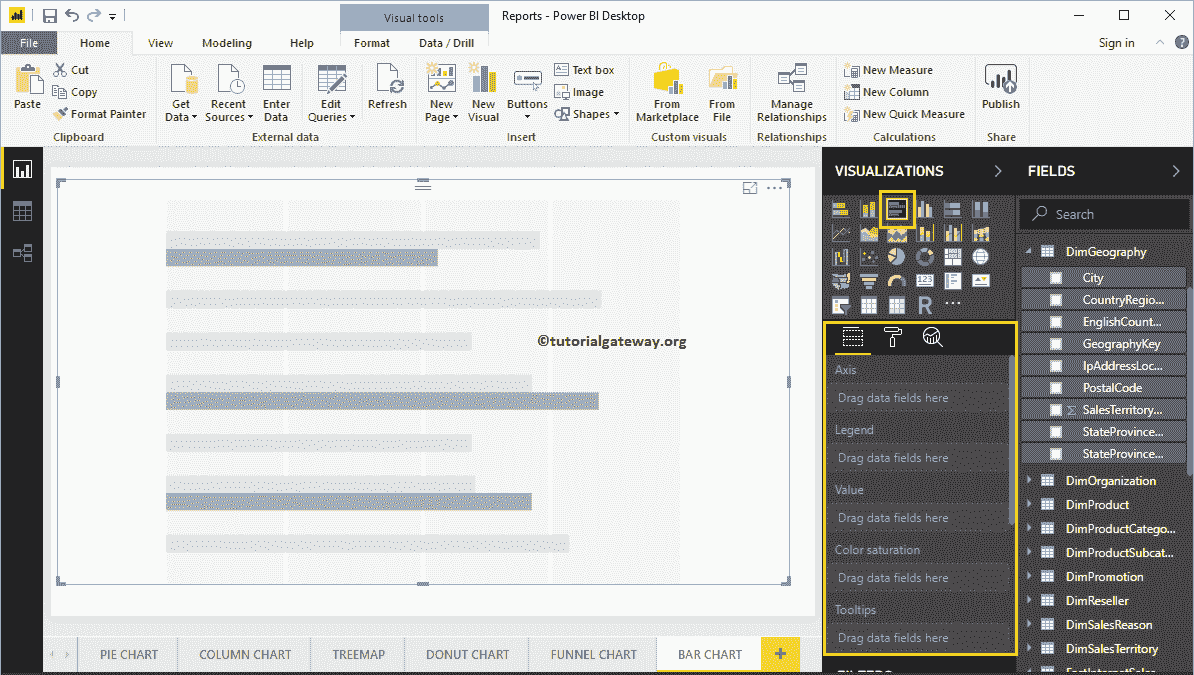 Visual tools
Reports - Power BI Desktop
File Home View Modeling Help Format Data / Drill Sign in
Paste
Cut
Copy
Format Painter
Clipboard
Get Data
Recent Sources
Enter Data
Edit Queries
External data
Refresh
New Page
New Visual
Buttons
Text box
Image
Shapes
Insert
From Marketplace
From File
Custom visuals
Manage Relationships
Relationships
New Measure
New Column
New Quick Measure
Calculations
Publish
Share
©tutorialgateway.org
VISUALIZATIONS
123
R
Axis
Drag data fields here
Legend
Drag data fields here
Value
Drag data fields here
Color saturation
Drag data fields here
Tooltips
Drag data fields here
FIELDS
Search
DimGeography
City
CountryRegio...
EnglishCount...
GeographyKey
IpAddressLoc...
PostalCode
Σ SalesTerritory...
StateProvince...
StateProvince...
DimOrganization
DimProduct
DimProductCatego...
DimProductSubcat...
DimPromotion
DimReseller
DimSalesReason
DimSalesTerritory
PIE CHART COLUMN CHART TREEMAP DONUT CHART FUNNEL CHART BAR CHART +